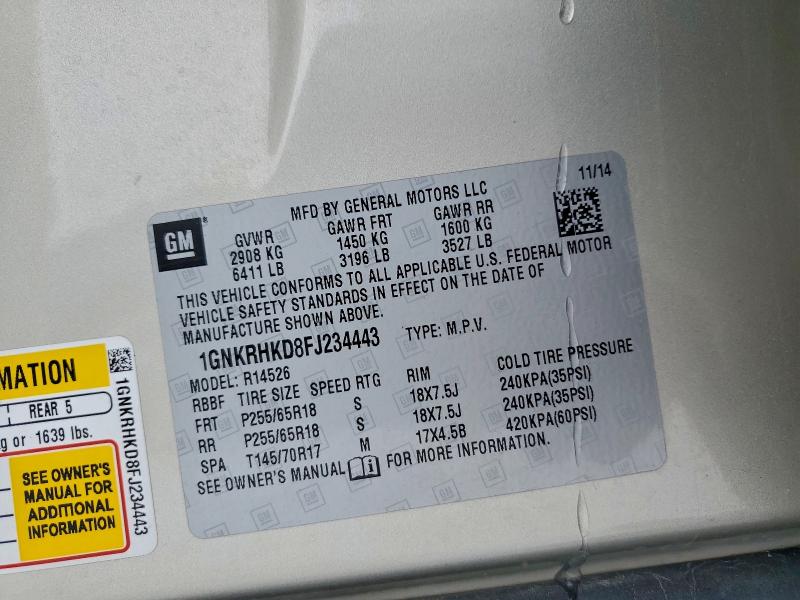 11/14
MFD BY GENERAL MOTORS LLC
GM
GVWR GAWR FRT GAWR RR
2908 KG 1450 KG 1600 KG
6411 LB 3196 LB 3527 LB
THIS VEHICLE CONFORMS TO ALL APPLICABLE U.S. FEDERAL MOTOR
VEHICLE SAFETY STANDARDS IN EFFECT ON THE DATE OF
MANUFACTURE SHOWN ABOVE.
1GNKRHKD8FJ234443 TYPE: M.P.V.
MODEL: R14526
RBBF TIRE SIZE SPEED RTG RIM COLD TIRE PRESSURE
FRT P255/65R18 S 18X7.5J 240KPA(35PSI)
RR P255/65R18 S 18X7.5J 240KPA(35PSI)
SPA T145/70R17 M 17X4.5B 420KPA(60PSI)
SEE OWNER'S MANUAL FOR MORE INFORMATION.
MATION
REAR 5
g or 1639 lbs.
SEE OWNER'S
MANUAL FOR
ADDITIONAL
INFORMATION
1GNKRHKD8FJ234443